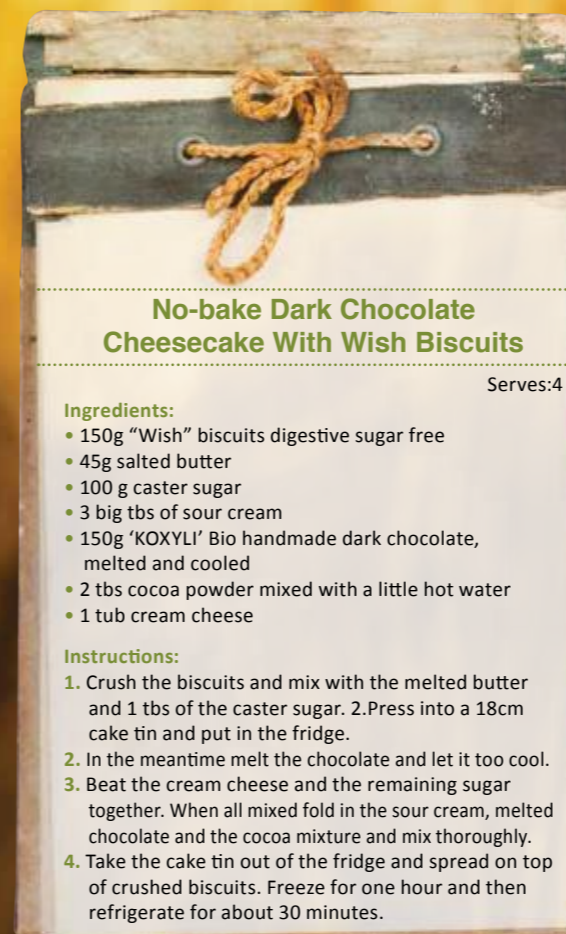 No-bake Dark Chocolate
Cheesecake With Wish Biscuits
Serves:4
Ingredients:
• 150g “Wish” biscuits digestive sugar free
• 45g salted butter
• 100 g caster sugar
• 3 big tbs of sour cream
• 150g ‘KOXYLI’ Bio handmade dark chocolate,
melted and cooled
• 2 tbs cocoa powder mixed with a little hot water
• 1 tub cream cheese
Instructions:
1. Crush the biscuits and mix with the melted butter
and 1 tbs of the caster sugar. 2.Press into a 18cm
cake tin and put in the fridge.
2. In the meantime melt the chocolate and let it too cool.
3. Beat the cream cheese and the remaining sugar
together. When all mixed fold in the sour cream, melted
chocolate and the cocoa mixture and mix thoroughly.
4. Take the cake tin out of the fridge and spread on top
of crushed biscuits. Freeze for one hour and then
refrigerate for about 30 minutes.